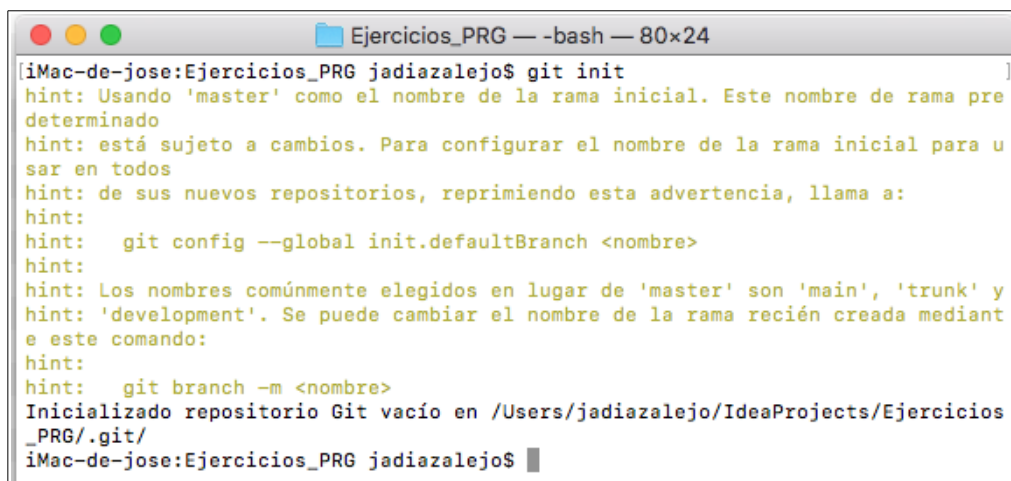 Ejercicios_PRG — -bash — 80×24
[iMac-de-jose:Ejercicios_PRG jadiazalejo$ git init ]
hint: Usando 'master' como el nombre de la rama inicial. Este nombre de rama pre
determinado
hint: está sujeto a cambios. Para configurar el nombre de la rama inicial para u
sar en todos
hint: de sus nuevos repositorios, reprimiendo esta advertencia, llama a:
hint:
hint:   git config --global init.defaultBranch <nombre>
hint:
hint: Los nombres comúnmente elegidos en lugar de 'master' son 'main', 'trunk' y
hint: 'development'. Se puede cambiar el nombre de la rama recién creada mediant
e este comando:
hint:
hint:   git branch -m <nombre>
Inicializado repositorio Git vacío en /Users/jadiazalejo/IdeaProjects/Ejercicios
_PRG/.git/
iMac-de-jose:Ejercicios_PRG jadiazalejo$